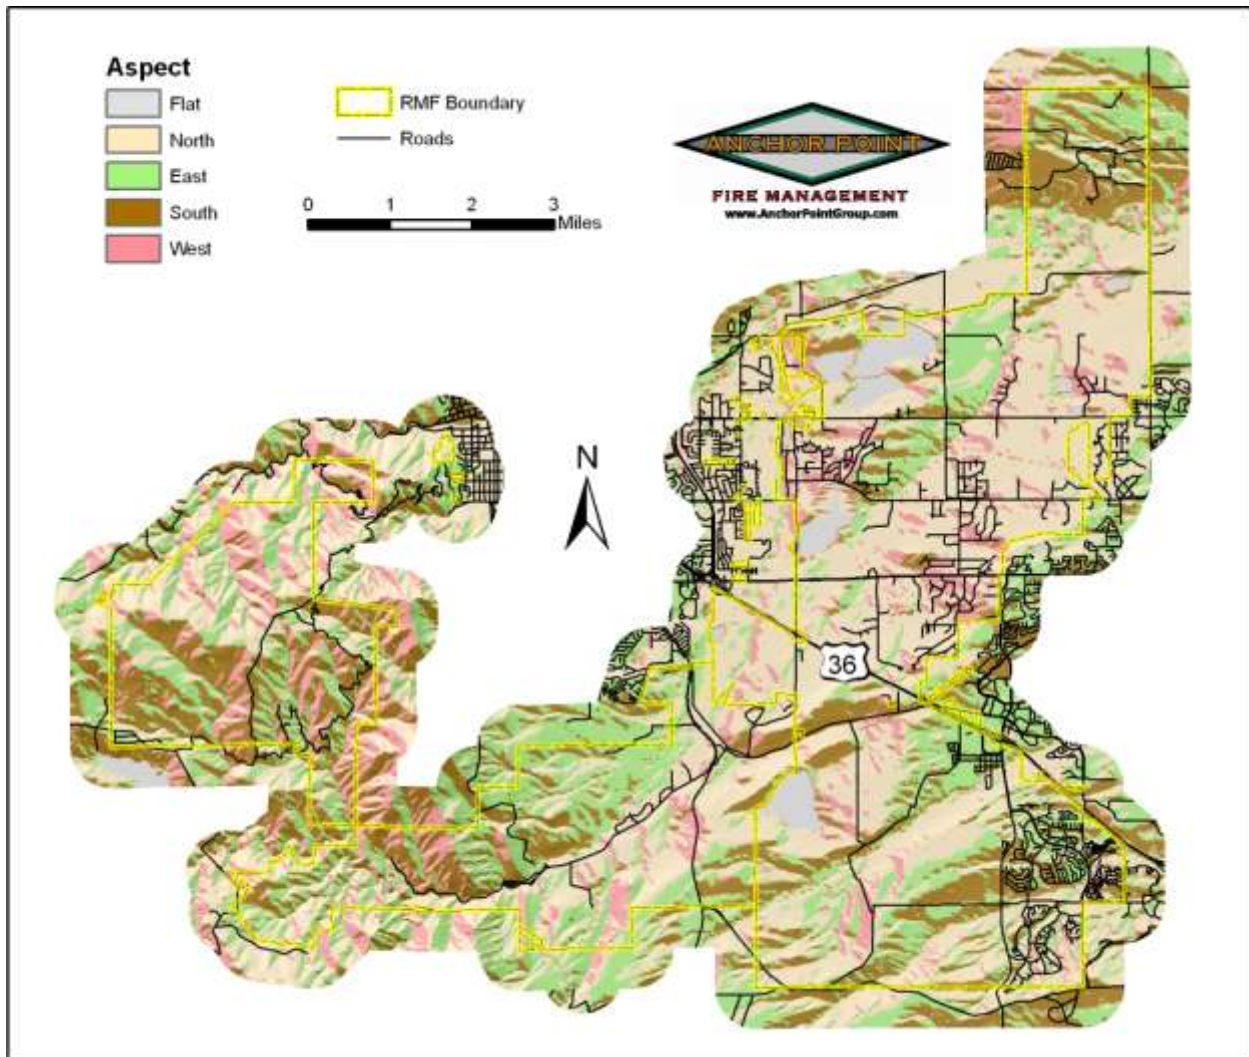 Aspect
Flat
North
East
South
West
RMF Boundary
Roads
0 1 2 3
Miles
ANCHOR POINT
FIRE MANAGEMENT
www.AnchorPointGroup.com
N
36